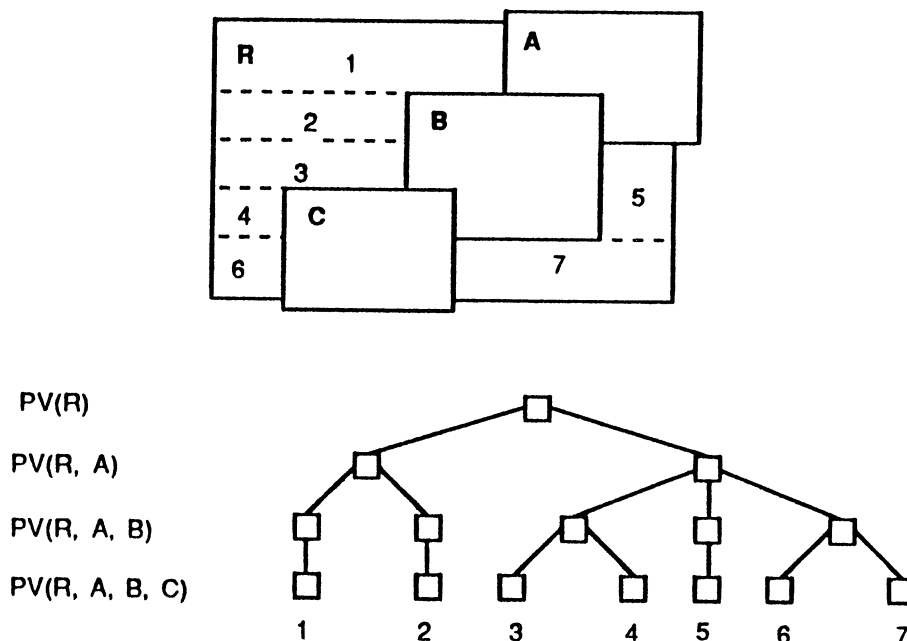 R
A
1
B
2
3
5
C
4
7
6
PV(R)
PV(R, A)
PV(R, A, B)
PV(R, A, B, C)
1 2 3 4 5 6 7